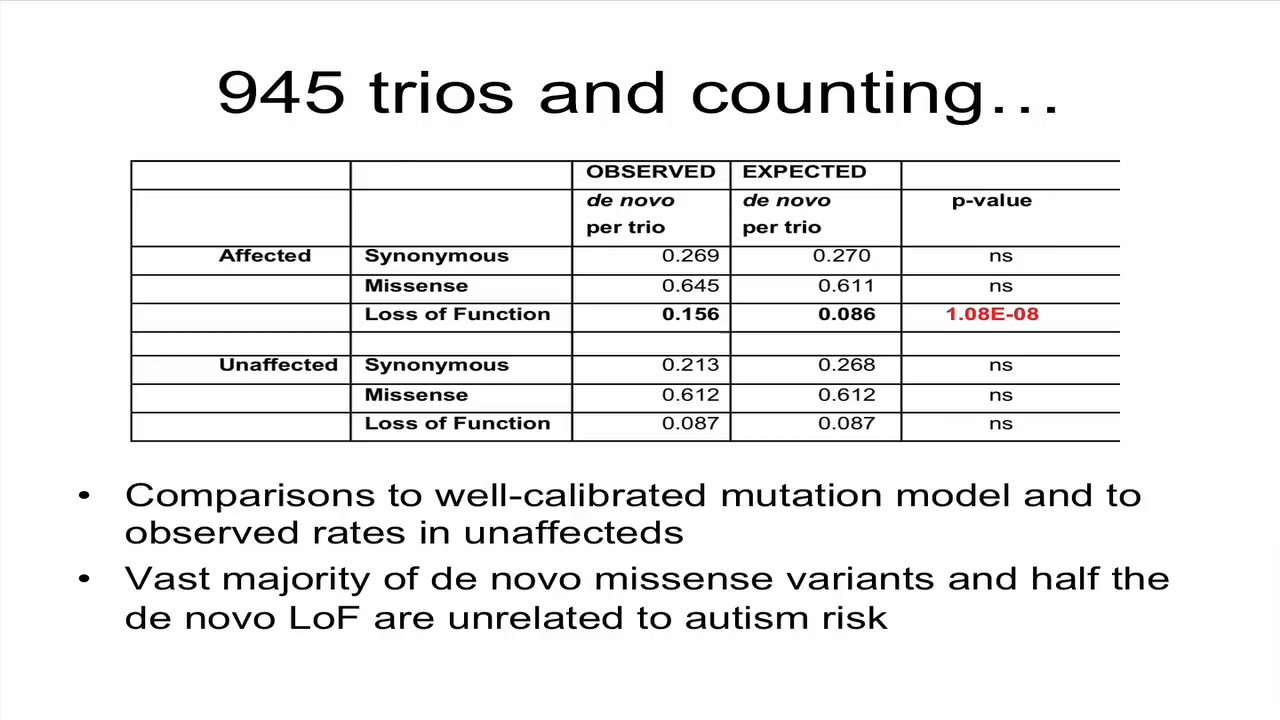 945 trios and counting…
OBSERVED EXPECTED
de novo de novo p-value
per trio per trio
Affected Synonymous 0.269 0.270 ns
Missense 0.645 0.611 ns
Loss of Function 0.156 0.086 1.08E-08
Unaffected Synonymous 0.213 0.268 ns
Missense 0.612 0.612 ns
Loss of Function 0.087 0.087 ns
• Comparisons to well-calibrated mutation model and to
observed rates in unaffecteds
• Vast majority of de novo missense variants and half the
de novo LoF are unrelated to autism risk